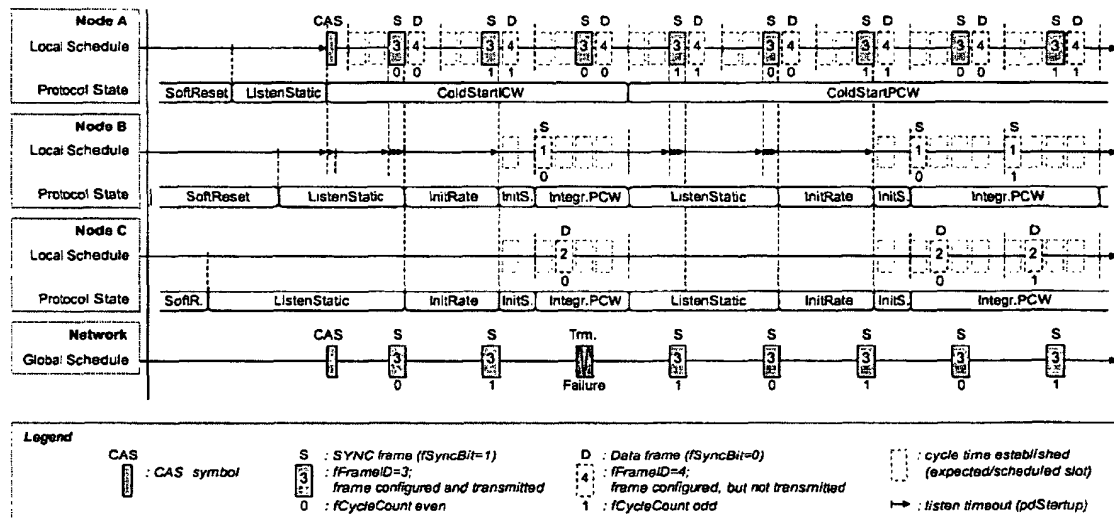 Node A
CAS S D S D S D S D S D S D S D S D
Local Schedule
3 4 3 4 3 4 3 4 3 4 3 4 3 4 3 4
0 0 1 1 0 0 1 1 0 0 1 1 0 0 1 1
Protocol State
SoftReset ListenStatic ColdStartICW ColdStartPCW
Node B
S S S
Local Schedule
1 1 1
0 0 1
Protocol State
SoftReset ListenStatic InitRate InitS. Integr.PCW ListenStatic InitRate InitS. Integr.PCW
Node C
D D D
Local Schedule
2 2 2
0 0 1
Protocol State
SoftR. ListenStatic InitRate InitS. Integr.PCW ListenStatic InitRate InitS. Integr.PCW
Network
CAS S S Trm. S S S S S
Global Schedule
3 3 3 3 3 3 3
0 1 Failure 1 0 1 0 1
Legend
CAS
: CAS symbol
S : SYNC frame (fSyncBit=1)
3 : fFrameID=3;
frame configured and transmitted
0 : fCycleCount even
D : Data frame (fSyncBit=0)
4 : fFrameID=4;
frame configured, but not transmitted
1 : fCycleCount odd
: cycle time established
(expected/scheduled slot)
: listen timeout (pdStartup)